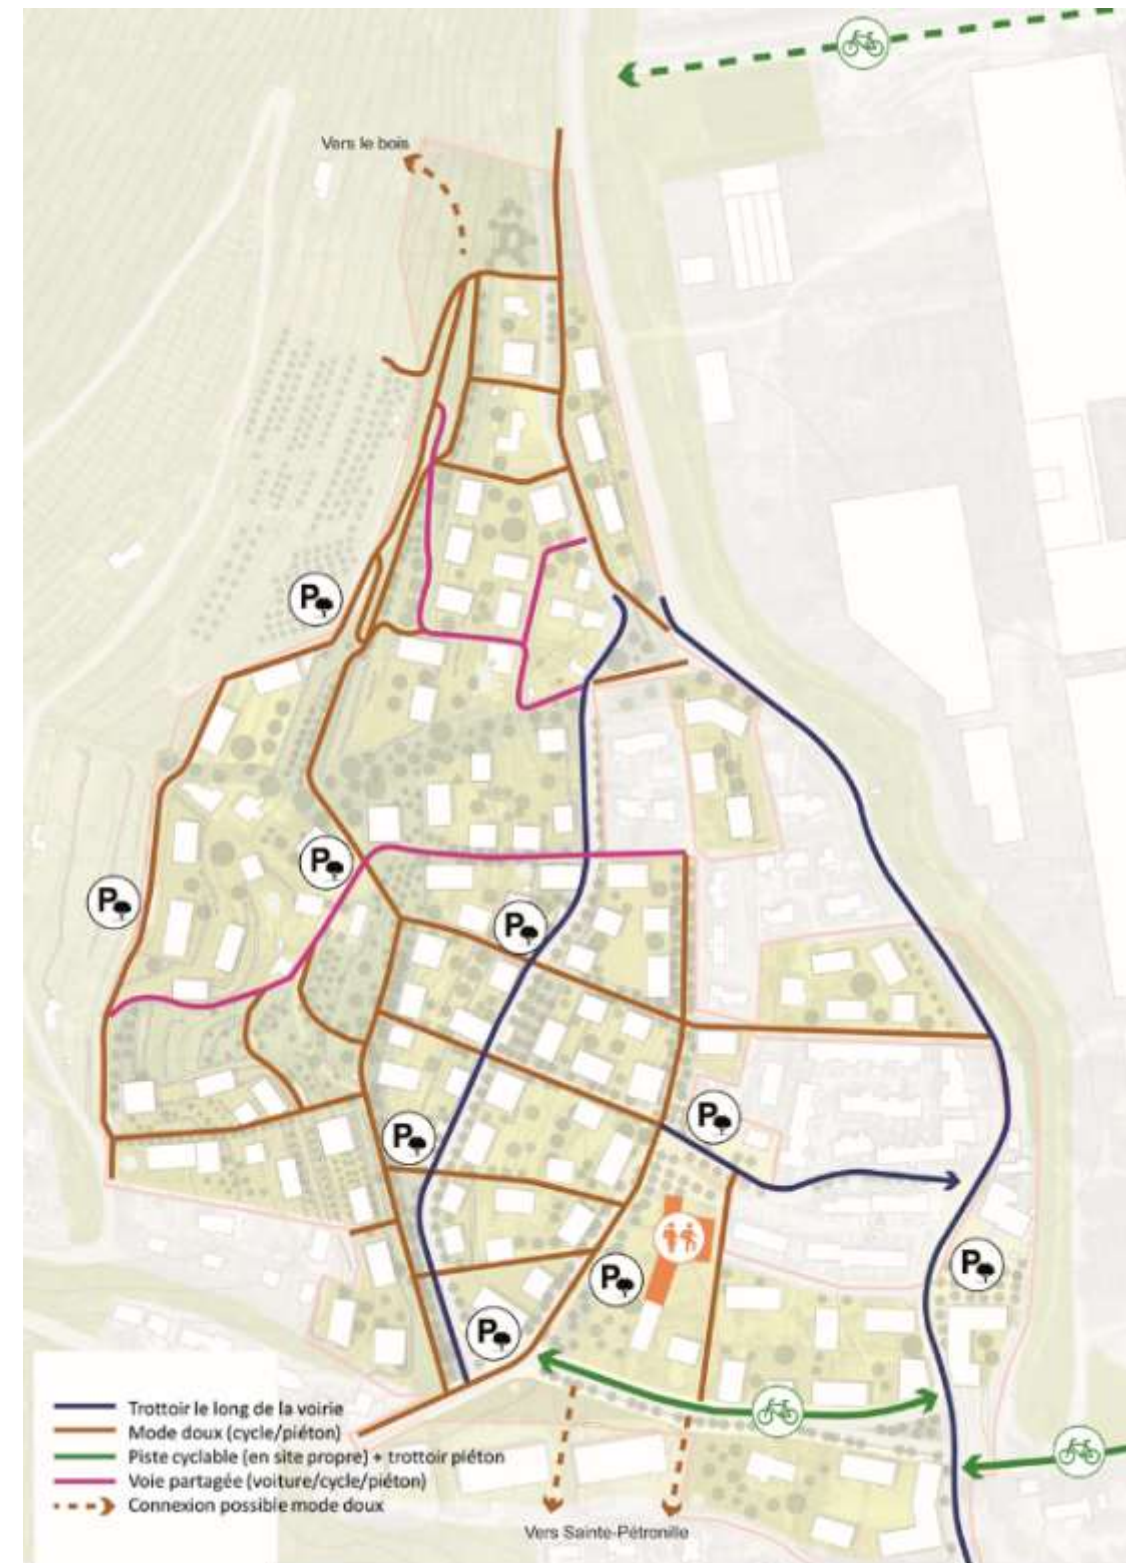 Vers le bois
P
P
P
P
P
P
P
P
P
Trottoir le long de la voirie
Mode doux (cycle/piéton)
Piste cyclable (en site propre) + trottoir piéton
Voie partagée (voiture/cycle/piéton)
Connexion possible mode doux
Vers Sainte-Pétronille